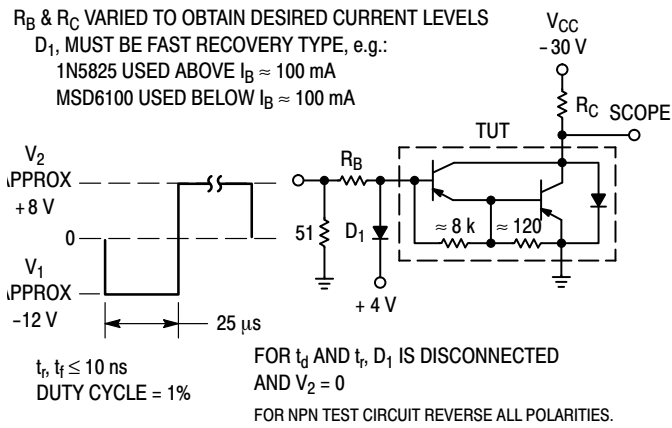 R_B & R_C VARIED TO OBTAIN DESIRED CURRENT LEVELS
D_1, MUST BE FAST RECOVERY TYPE, e.g.:
1N5825 USED ABOVE I_B ≈ 100 mA
MSD6100 USED BELOW I_B ≈ 100 mA
V_CC
- 30 V
R_C
SCOPE
TUT
R_B
V_2
APPROX
+ 8 V
51
D_1
≈ 8 k
≈ 120
0
V_1
APPROX
-12 V
+ 4 V
25 μs
t_r, t_f ≤ 10 ns
DUTY CYCLE = 1%
FOR t_d AND t_r, D_1 IS DISCONNECTED
AND V_2 = 0
FOR NPN TEST CIRCUIT REVERSE ALL POLARITIES.